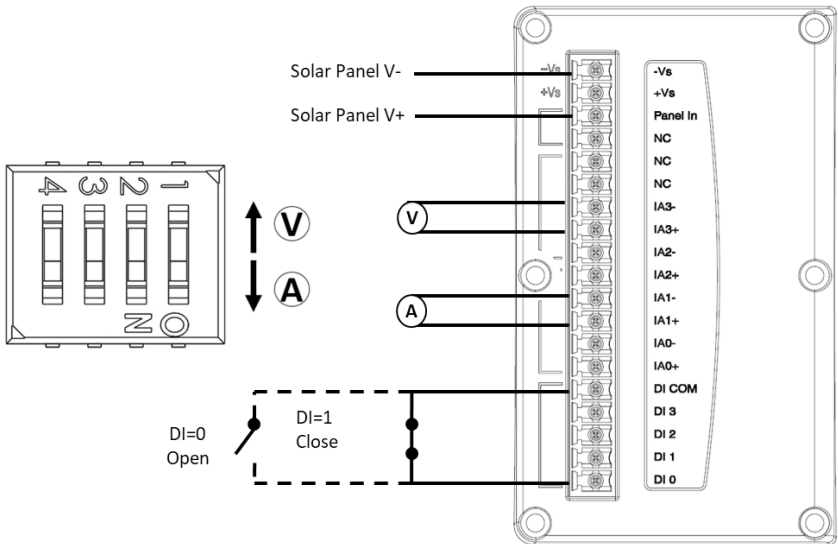 Solar Panel V-
Solar Panel V+
-Vs
+Vs
-Vs
+Vs
Panel In
NC
NC
NC
IA3-
IA3+
IA2-
IA2+
IA1-
IA1+
IA0-
IA0+
DI COM
DI 3
DI 2
DI 1
DI 0
4 3 2 1
ON
V
A
V
A
DI=0
Open
DI=1
Close